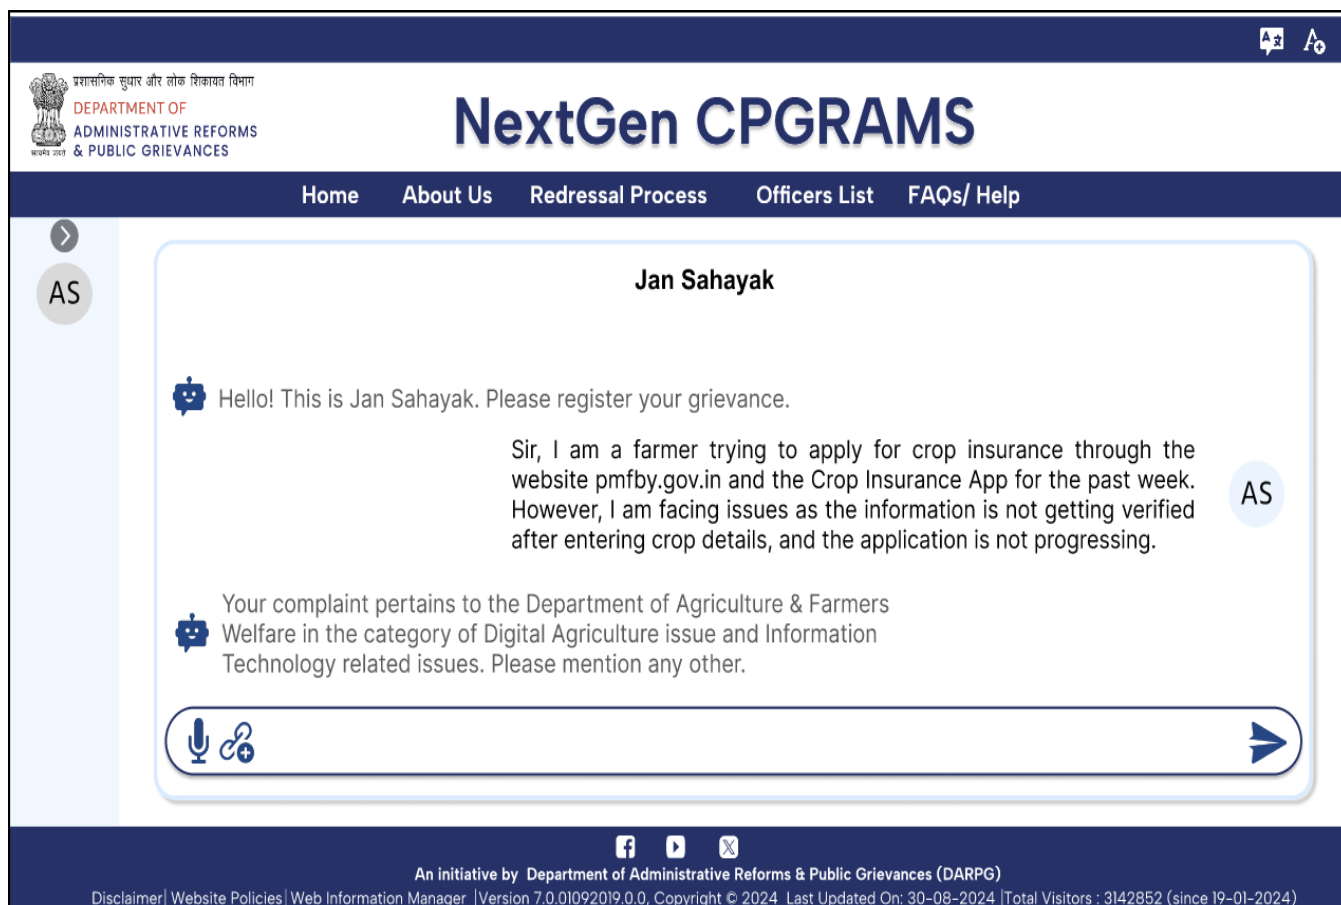 प्रशासनिक सुधार और लोक शिकायत विभाग
DEPARTMENT OF
ADMINISTRATIVE REFORMS
& PUBLIC GRIEVANCES
सत्यमेव जयते
NextGen CPGRAMS
Home About Us Redressal Process Officers List FAQs/ Help
AS
Jan Sahayak
Hello! This is Jan Sahayak. Please register your grievance.
Sir, I am a farmer trying to apply for crop insurance through the
website pmfby.gov.in and the Crop Insurance App for the past week.
However, I am facing issues as the information is not getting verified
after entering crop details, and the application is not progressing.
AS
Your complaint pertains to the Department of Agriculture & Farmers
Welfare in the category of Digital Agriculture issue and Information
Technology related issues. Please mention any other.
An initiative by Department of Administrative Reforms & Public Grievances (DARPG)
Disclaimer| Website Policies| Web Information Manager |Version 7.0.01092019.0.0, Copyright © 2024 Last Updated On: 30-08-2024 |Total Visitors : 3142852 (since 19-01-2024)